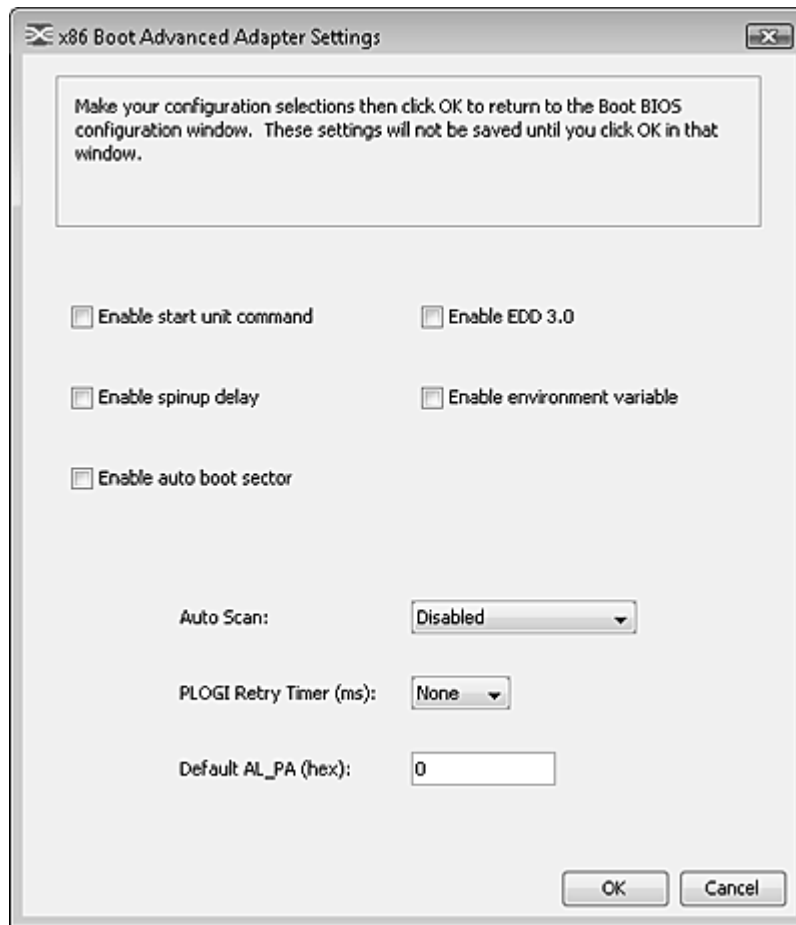 x86 Boot Advanced Adapter Settings
Make your configuration selections then click OK to return to the Boot BIOS
configuration window. These settings will not be saved until you click OK in that
window.
Enable start unit command
Enable EDD 3.0
Enable spinup delay
Enable environment variable
Enable auto boot sector
Auto Scan:
Disabled
PLOGI Retry Timer (ms):
None
Default AL_PA (hex):
0
OK
Cancel